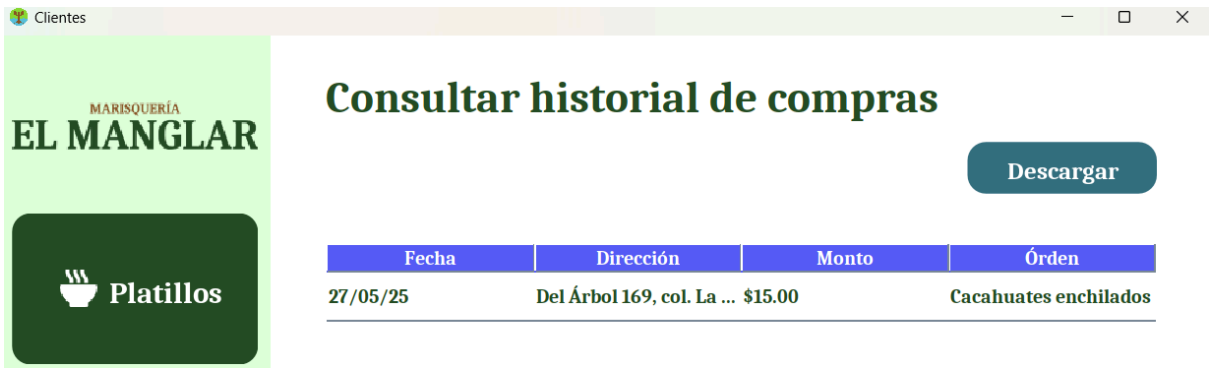 Clientes
MARISQUERÍA
EL MANGLAR
Platillos
Consultar historial de compras
Descargar
Fecha Dirección Monto Órden
27/05/25 Del Árbol 169, col. La ... $15.00 Cacahuates enchilados